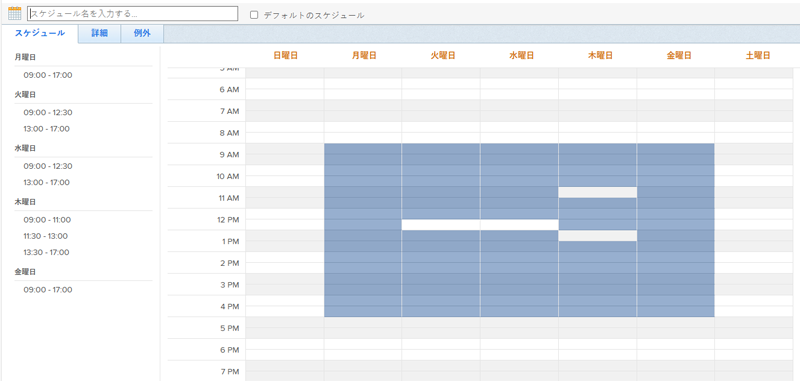 スケジュール名を入力する...
デフォルトのスケジュール
スケジュール 詳細 例外
月曜日
09:00 - 17:00
火曜日
09:00 - 12:30
13:00 - 17:00
水曜日
09:00 - 12:30
13:00 - 17:00
木曜日
09:00 - 11:00
11:30 - 13:00
13:30 - 17:00
金曜日
09:00 - 17:00
日曜日 月曜日 火曜日 水曜日 木曜日 金曜日 土曜日
5 AM
6 AM
7 AM
8 AM
9 AM
10 AM
11 AM
12 PM
1 PM
2 PM
3 PM
4 PM
5 PM
6 PM
7 PM